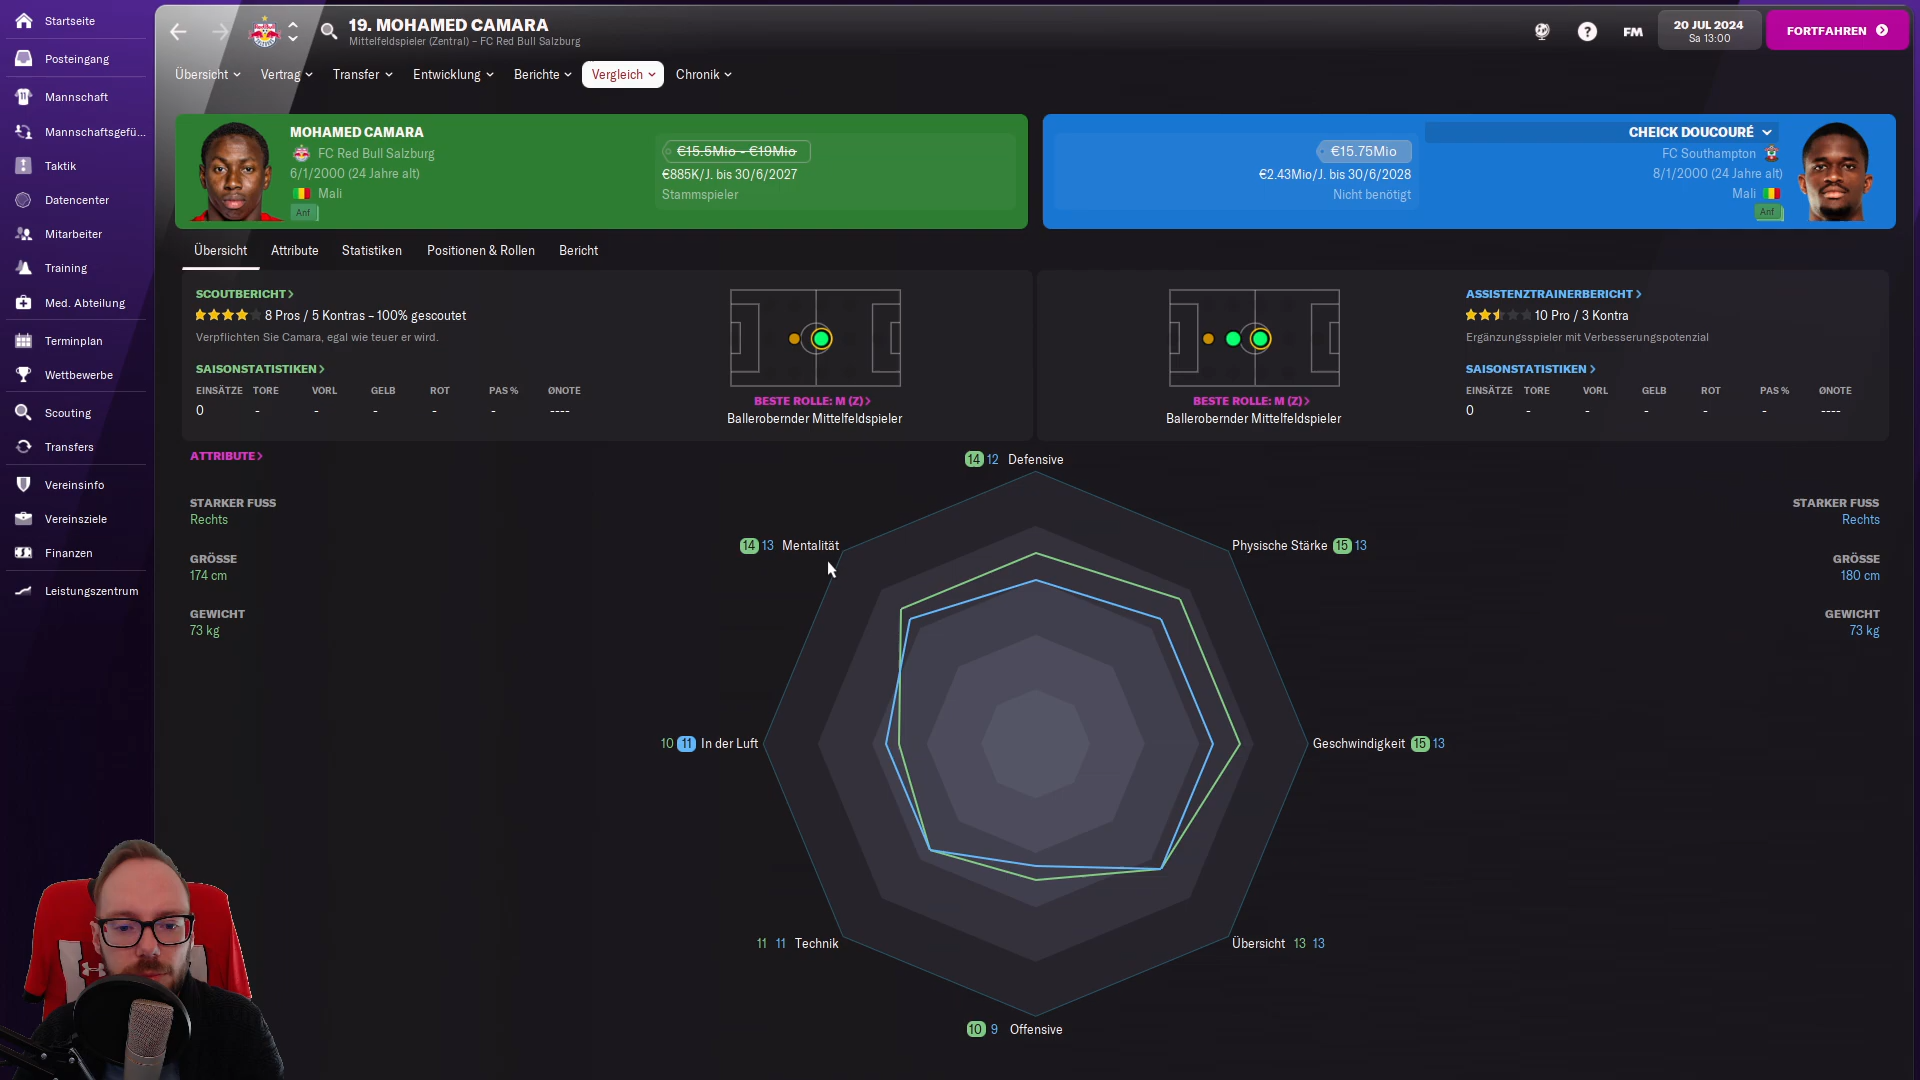 Startseite
Posteingang
Mannschaft
Mannschaftsgefü...
Taktik
Datencenter
Mitarbeiter
Training
Med. Abteilung
Terminplan
Wettbewerbe
Scouting
Transfers
Vereinsinfo
Vereinsziele
Finanzen
Leistungszentrum
19. MOHAMED CAMARA
Mittelfeldspieler (Zentral) – FC Red Bull Salzburg
?
FM
20 JUL 2024
Sa 13:00
FORTFAHREN
Übersicht Vertrag Transfer Entwicklung Berichte Vergleich Chronik
MOHAMED CAMARA
FC Red Bull Salzburg
6/1/2000 (24 Jahre alt)
Mali
Anf
€15.5Mio - €19Mio
€885K/J. bis 30/6/2027
Stammspieler
€15.75Mio
€2.43Mio/J. bis 30/6/2028
Nicht benötigt
CHEICK DOUCOURÉ
FC Southampton
8/1/2000 (24 Jahre alt)
Mali
Anf
Übersicht Attribute Statistiken Positionen & Rollen Bericht
SCOUTBERICHT
8 Pros / 5 Kontras – 100% gescoutet
Verpflichten Sie Camara, egal wie teuer er wird.
SAISONSTATISTIKEN
EINSÄTZE TORE VORL GELB ROT PAS % ØNOTE
0 - - - - - ----
BESTE ROLLE: M (Z)
Ballerobernder Mittelfeldspieler
BESTE ROLLE: M (Z)
Ballerobernder Mittelfeldspieler
ASSISTENZTRAINERBERICHT
10 Pro / 3 Kontra
Ergänzungsspieler mit Verbesserungspotenzial
SAISONSTATISTIKEN
EINSÄTZE TORE VORL GELB ROT PAS % ØNOTE
0 - - - - - ----
ATTRIBUTE
STARKER FUSS
Rechts
GRÖSSE
174 cm
GEWICHT
73 kg
14 12 Defensive
14 13 Mentalität
Physische Stärke 15 13
10 11 In der Luft
Geschwindigkeit 15 13
11 11 Technik
Übersicht 13 13
10 9 Offensive
STARKER FUSS
Rechts
GRÖSSE
180 cm
GEWICHT
73 kg